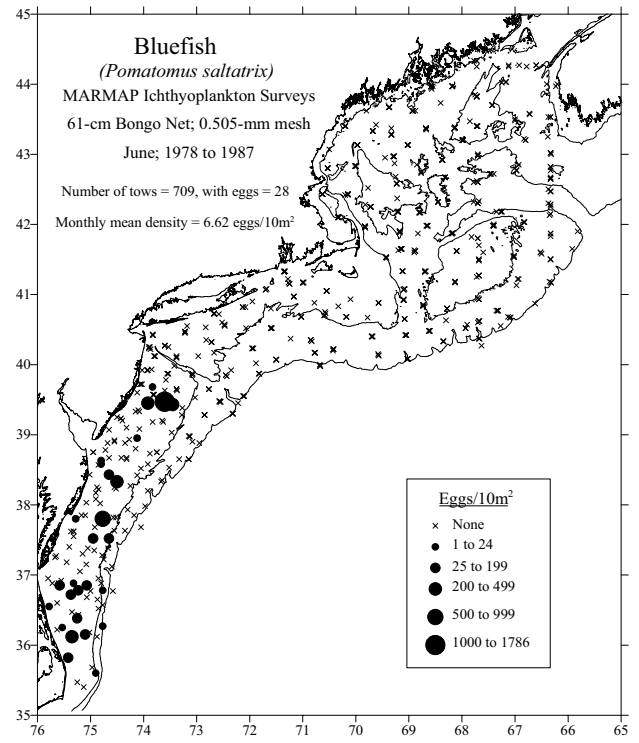 Bluefish
(Pomatomus saltatrix)
MARMAP Ichthyoplankton Surveys
61-cm Bongo Net; 0.505-mm mesh
June; 1978 to 1987
Number of tows = 709, with eggs = 28
Monthly mean density = 6.62 eggs/10m²
45
44
43
42
41
40
39
38
37
36
35
Eggs/10m²
None
1 to 24
25 to 199
200 to 499
500 to 999
1000 to 1786
76 75 74 73 72 71 70 69 68 67 66 65